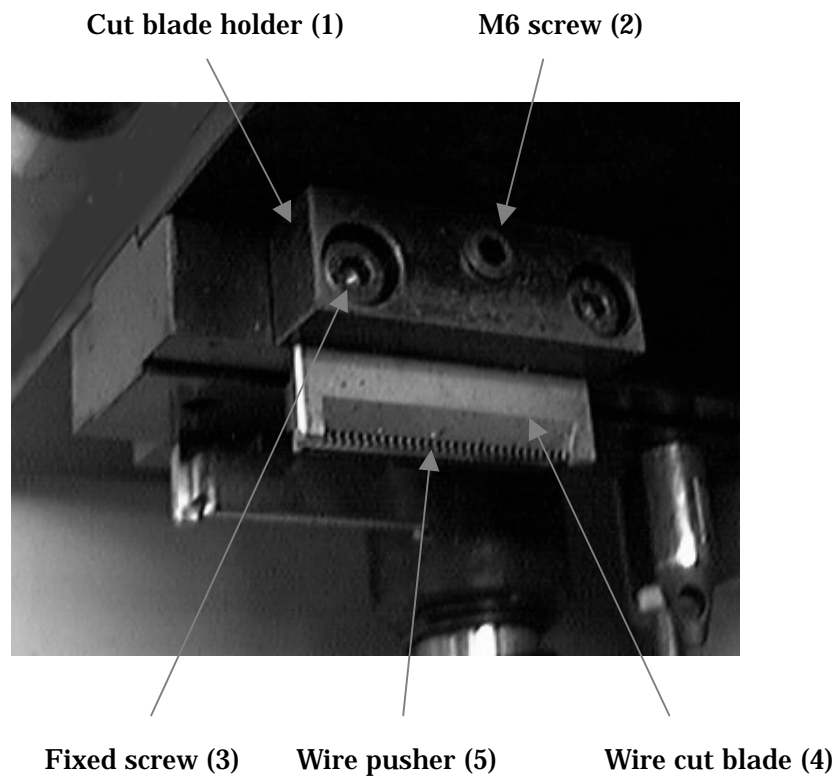 Cut blade holder (1) M6 screw (2)
Fixed screw (3) Wire pusher (5) Wire cut blade (4)